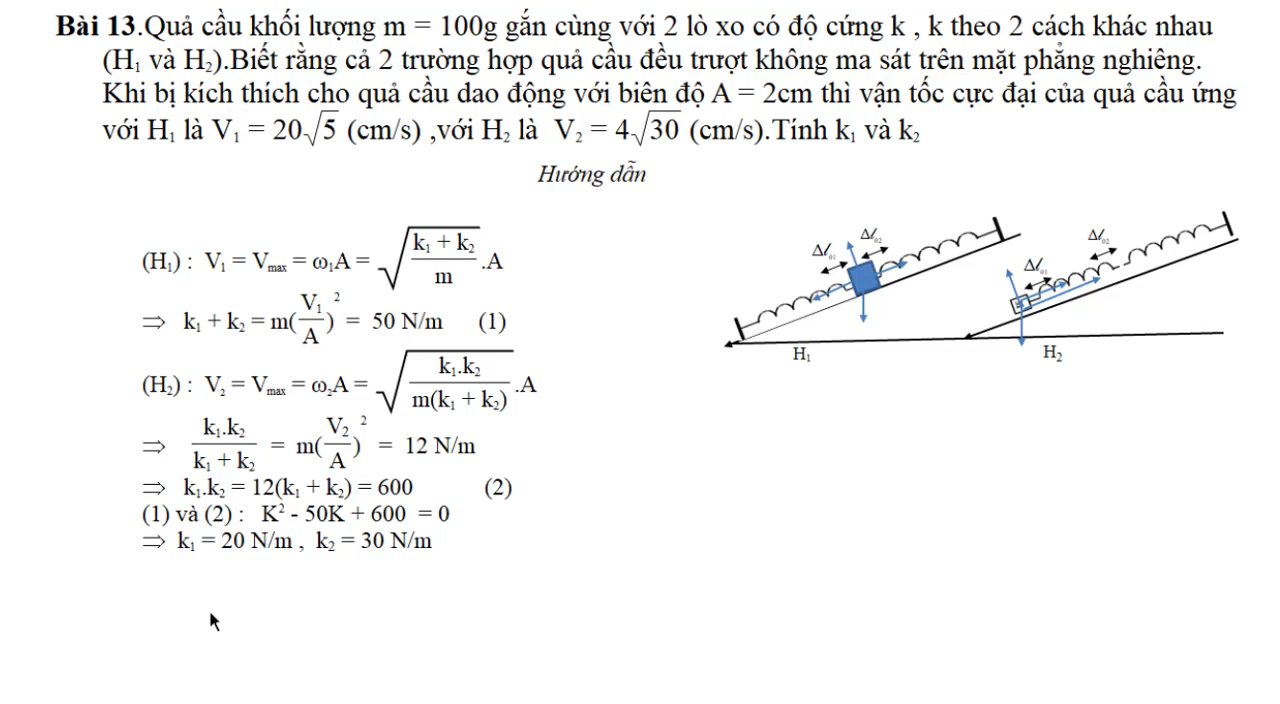 Bài 13.Quả cầu khối lượng m = 100g gắn cùng với 2 lò xo có độ cứng k , k theo 2 cách khác nhau
(H₁ và H₂).Biết rằng cả 2 trường hợp quả cầu đều trượt không ma sát trên mặt phẳng nghiêng.
Khi bị kích thích cho quả cầu dao động với biên độ A = 2cm thì vận tốc cực đại của quả cầu ứng
với H₁ là V₁ = 20√5 (cm/s) ,với H₂ là V₂ = 4√30 (cm/s).Tính k₁ và k₂
Hướng dẫn
(H₁) : V₁ = Vmax = ω₁A = √((k₁ + k₂)/m) .A
⇒ k₁ + k₂ = m(V₁/A)² = 50 N/m (1)
(H₂) : V₂ = Vmax = ω₂A = √(k₁.k₂/(m(k₁ + k₂))) .A
⇒ k₁.k₂/(k₁ + k₂) = m(V₂/A)² = 12 N/m
⇒ k₁.k₂ = 12(k₁ + k₂) = 600 (2)
(1) và (2) : K² - 50K + 600 = 0
⇒ k₁ = 20 N/m , k₂ = 30 N/m
Δℓ₀₁
Δℓ₀₂
H₁
Δℓ₀₁
Δℓ₀₂
H₂